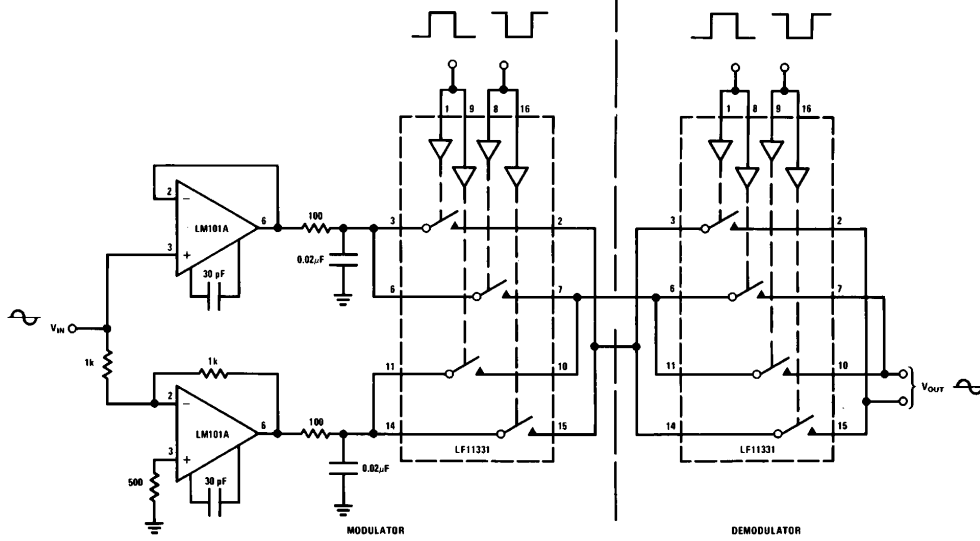 1 9 8 16
1 8 9 16
2
LM101A
6
3
30 pF
100
0.02μF
3
2
6
7
11
10
14
15
LF11331
3
2
6
7
11
10
14
15
LF11331
VIN
1k
1k
2
LM101A
6
3
500
30 pF
100
0.02μF
VOUT
MODULATOR
DEMODULATOR